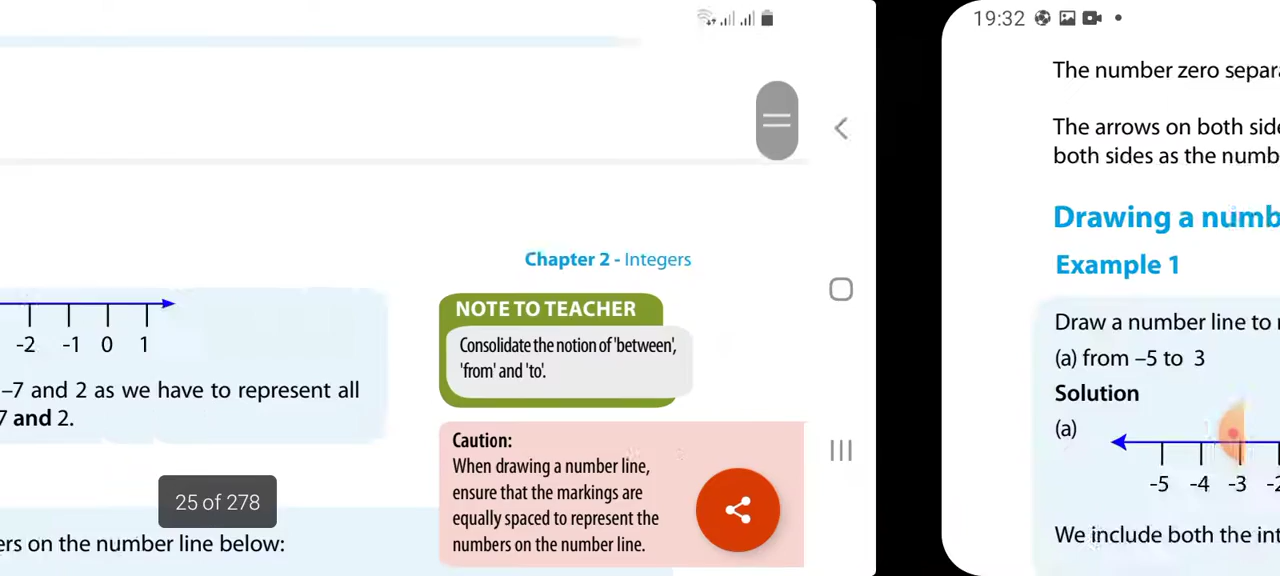 Chapter 2 - Integers
NOTE TO TEACHER
Consolidate the notion of 'between',
'from' and 'to'.
-2 -1 0 1
–7 and 2 as we have to represent all
7 and 2.
Caution:
When drawing a number line,
ensure that the markings are
equally spaced to represent the
numbers on the number line.
25 of 278
ers on the number line below:
19:32
The number zero separa
The arrows on both side
both sides as the numb
Drawing a numb
Example 1
Draw a number line to r
(a) from –5 to 3
Solution
(a)
-5 -4 -3 -2
We include both the int